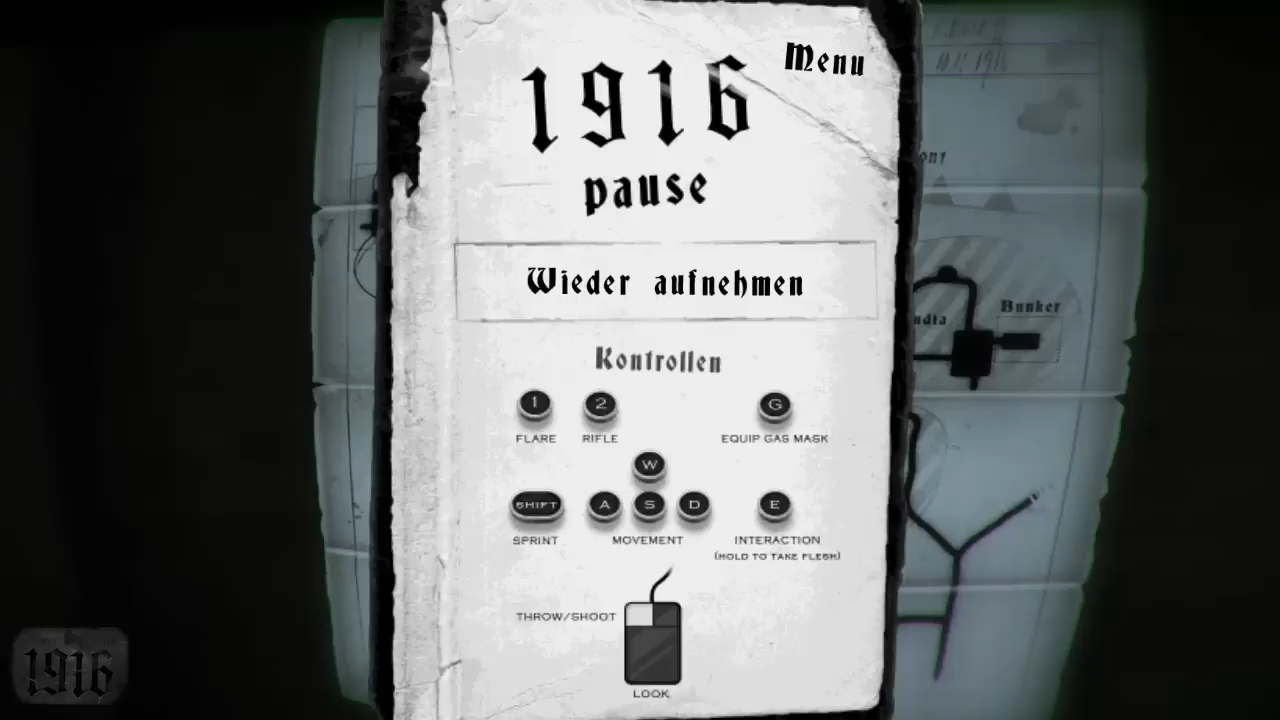 Menu
1916
pause
Wieder aufnehmen
Kontrollen
1 2 G
FLARE RIFLE EQUIP GAS MASK
W
SHIFT A S D E
SPRINT MOVEMENT INTERACTION
(HOLD TO TAKE FLESH)
THROW/SHOOT
LOOK
Bunker
1916